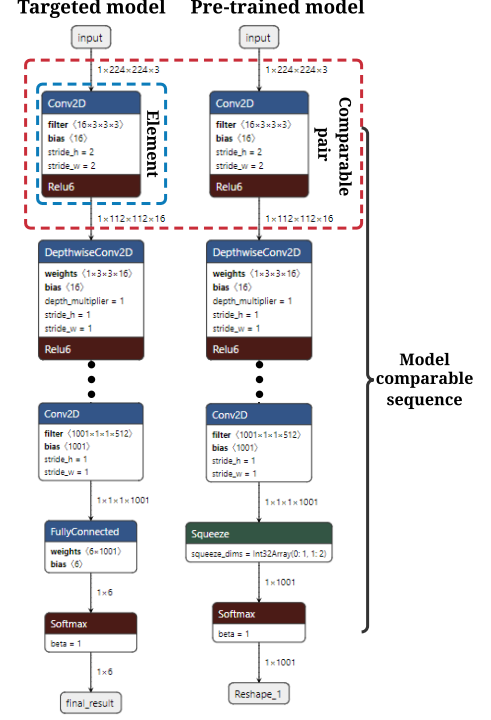 Targeted model
Pre-trained model
input
input
1×224×224×3
1×224×224×3
Conv2D
filter ⟨16×3×3×3⟩
bias ⟨16⟩
stride_h = 2
stride_w = 2
Relu6
Element
Conv2D
filter ⟨16×3×3×3⟩
bias ⟨16⟩
stride_h = 2
stride_w = 2
Relu6
Comparable
pair
1×112×112×16
1×112×112×16
DepthwiseConv2D
weights ⟨1×3×3×16⟩
bias ⟨16⟩
depth_multiplier = 1
stride_h = 1
stride_w = 1
Relu6
DepthwiseConv2D
weights ⟨1×3×3×16⟩
bias ⟨16⟩
depth_multiplier = 1
stride_h = 1
stride_w = 1
Relu6
Model
comparable
sequence
Conv2D
filter ⟨1001×1×1×512⟩
bias ⟨1001⟩
stride_h = 1
stride_w = 1
Conv2D
filter ⟨1001×1×1×512⟩
bias ⟨1001⟩
stride_h = 1
stride_w = 1
1×1×1×1001
1×1×1×1001
FullyConnected
weights ⟨6×1001⟩
bias ⟨6⟩
Squeeze
squeeze_dims = Int32Array(0: 1, 1: 2)
1×6
1×1001
Softmax
beta = 1
Softmax
beta = 1
1×6
1×1001
final_result
Reshape_1